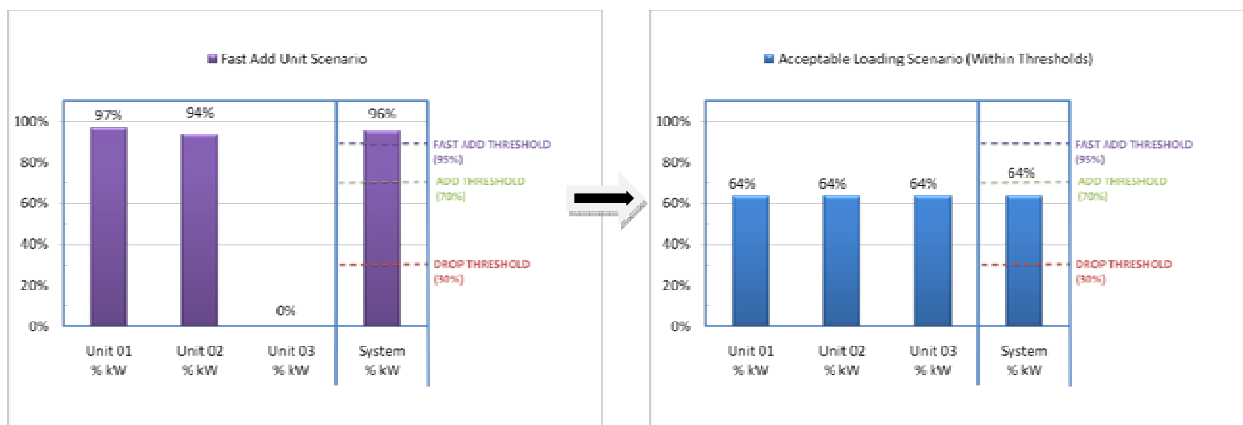 Fast Add Unit Scenario
97%
94%
96%
100%
80%
60%
40%
20%
0%
0%
FAST ADD THRESHOLD
(95%)
ADD THRESHOLD
(70%)
DROP THRESHOLD
(30%)
Unit 01
% kW
Unit 02
% kW
Unit 03
% kW
System
% kW
Acceptable Loading Scenario (Within Thresholds)
100%
80%
60%
40%
20%
0%
64%
64%
64%
64%
FAST ADD THRESHOLD
(95%)
ADD THRESHOLD
(70%)
DROP THRESHOLD
(30%)
Unit 01
% kW
Unit 02
% kW
Unit 03
% kW
System
% kW